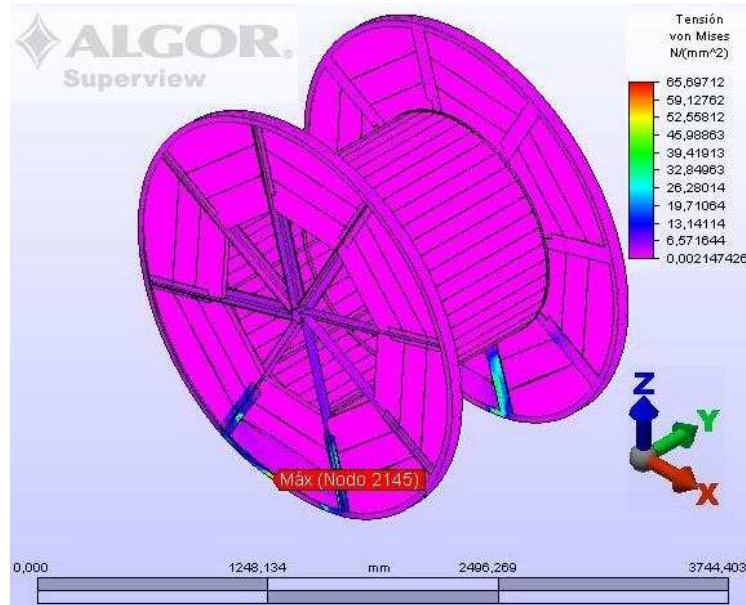 ALGOR®
Superview
Tensión
von Mises
N/(mm^2)
65,69712
59,12762
52,55812
45,98863
39,41913
32,84963
26,28014
19,71064
13,14114
6,571644
0,002147426
Máx (Nodo 2145)
Z
Y
X
0,000 1248,134 mm 2496,269 3744,403